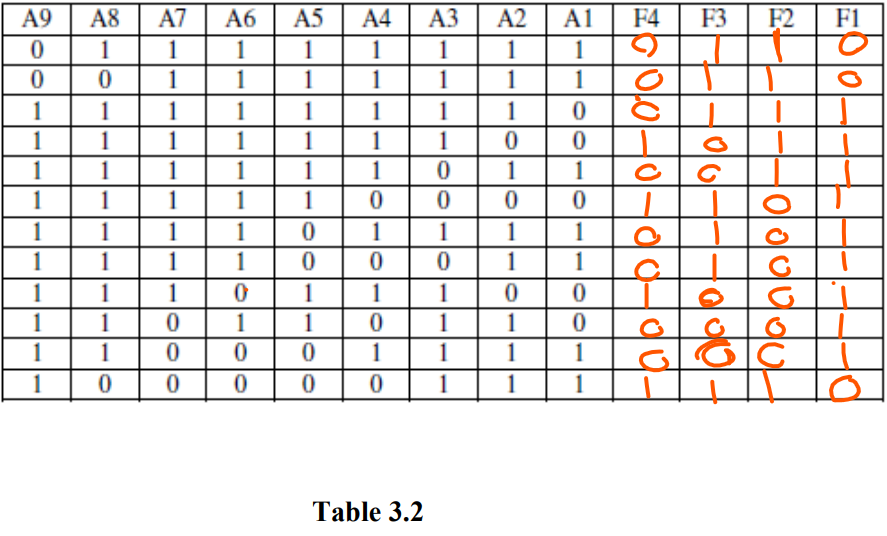 A9 A8 A7 A6 A5 A4 A3 A2 A1 F4 F3 F2 F1
0 1 1 1 1 1 1 1 1 0 1 1 0
0 0 1 1 1 1 1 1 1 0 1 1 0
1 1 1 1 1 1 1 1 0 0 1 1 1
1 1 1 1 1 1 1 0 0 1 0 1 1
1 1 1 1 1 1 0 1 1 0 0 1 1
1 1 1 1 1 0 0 0 0 1 1 0 1
1 1 1 1 0 1 1 1 1 0 1 0 1
1 1 1 1 0 0 0 1 1 0 1 0 1
1 1 1 0 1 1 1 0 0 1 0 0 1
1 1 0 1 1 0 1 1 0 0 0 0 1
1 1 0 0 0 1 1 1 1 0 0 0 1
1 0 0 0 0 0 1 1 1 1 1 1 0
Table 3.2